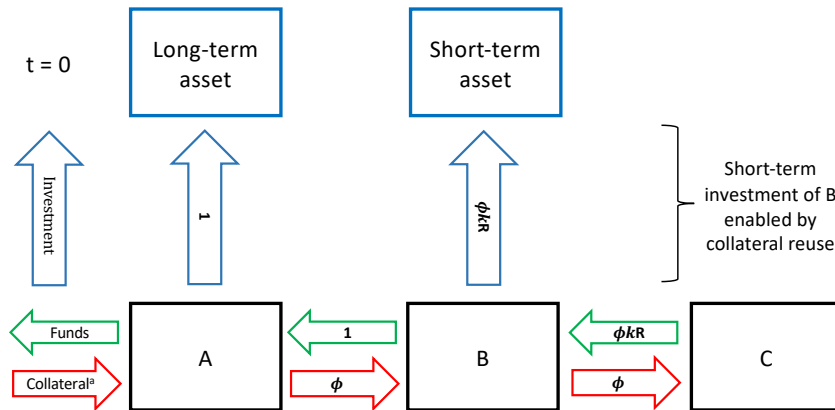 t = 0
Long-term
asset
Short-term
asset
Investment
1
ϕkR
Short-term
investment of B
enabled by
collateral reuse
Funds
Collateralᵃ
A
1
ϕ
B
ϕkR
ϕ
C